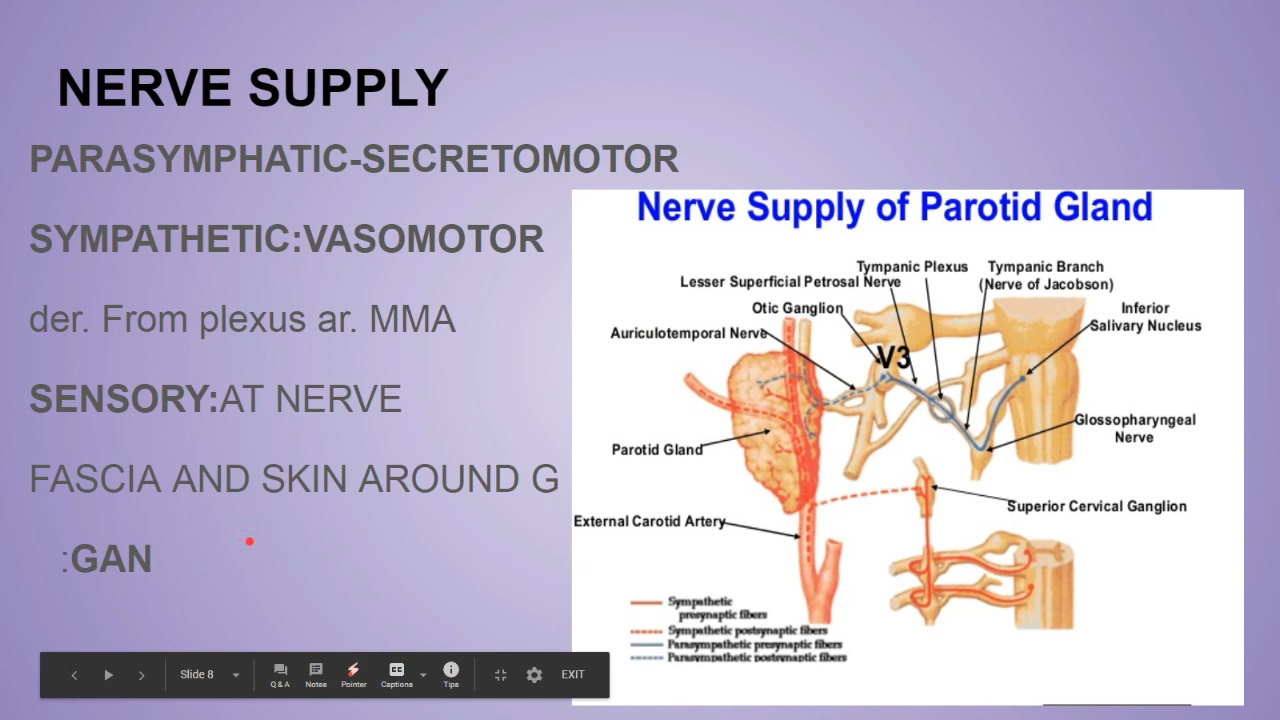 NERVE SUPPLY
PARASYMPHATIC-SECRETOMOTOR
SYMPATHETIC:VASOMOTOR
der. From plexus ar. MMA
SENSORY:AT NERVE
FASCIA AND SKIN AROUND G
:GAN
Nerve Supply of Parotid Gland
Tympanic Plexus
Tympanic Branch
(Nerve of Jacobson)
Lesser Superficial Petrosal Nerve
Otic Ganglion
Inferior
Salivary Nucleus
Auriculotemporal Nerve
V3
Glossopharyngeal
Nerve
Parotid Gland
Superior Cervical Ganglion
External Carotid Artery
Sympathetic
presynaptic fibers
Sympathetic postsynaptic fibers
Parasympathetic presynaptic fibers
Parasympathetic postsynaptic fibers
Slide 8
Q & A
Notes
Pointer
CC
Captions
Tips
EXIT